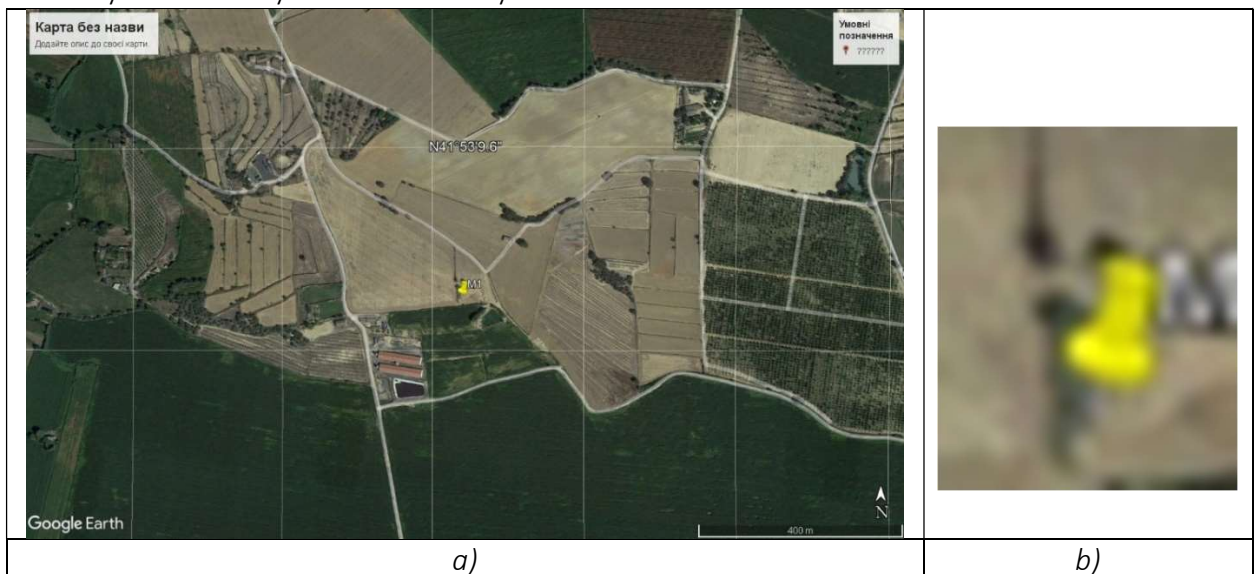 Карта без назви
Додайте опис до своєї карти.
Умовні
позначення
??????
N41°53'9.6"
M1
N
Google Earth
400 m
a)
b)